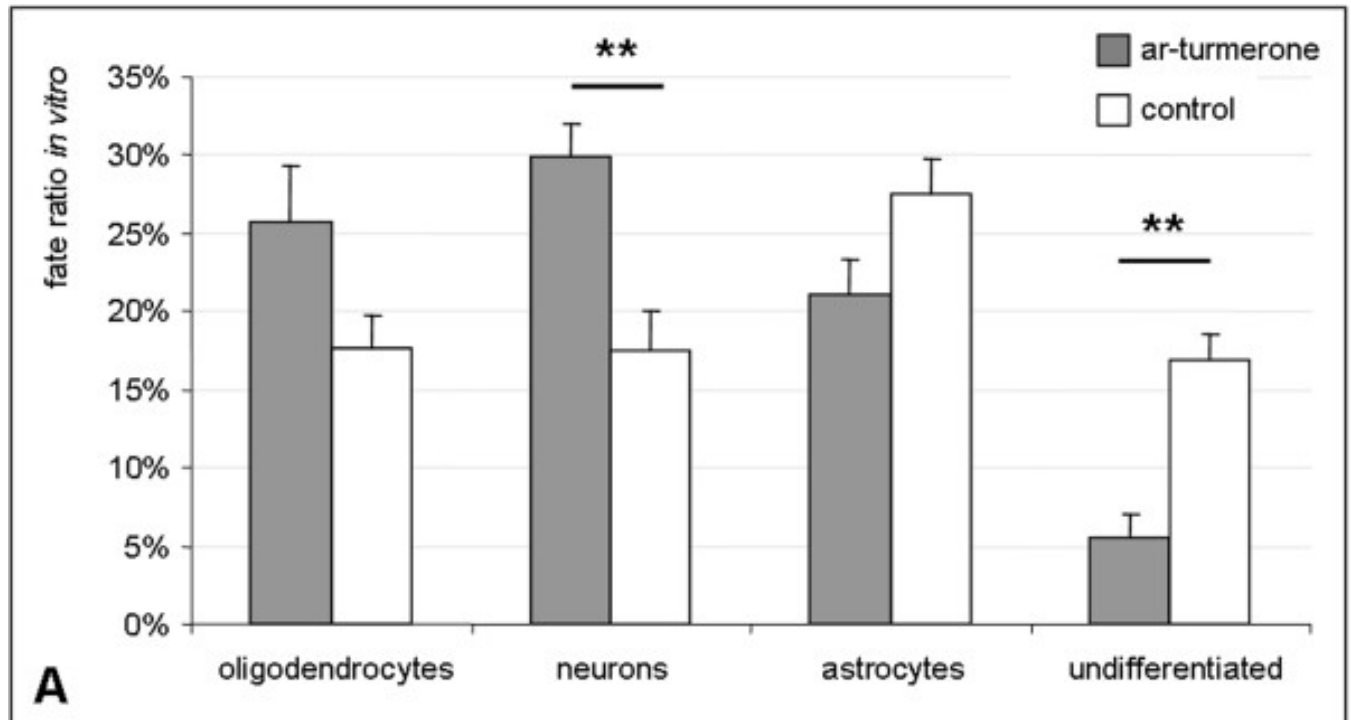 ar-turmerone
control
**
**
fate ratio in vitro
35%
30%
25%
20%
15%
10%
5%
0%
oligodendrocytes neurons astrocytes undifferentiated
A